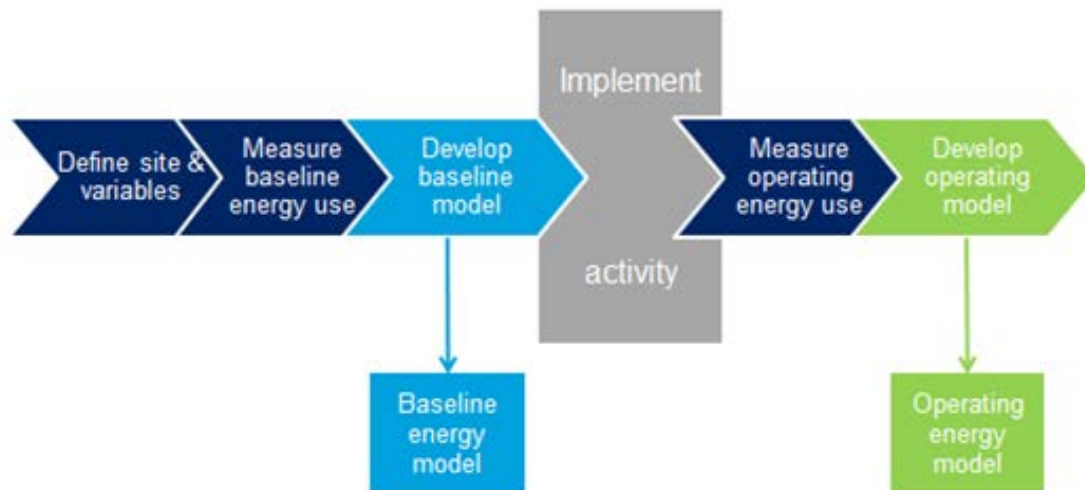 Define site &
variables
Measure
baseline
energy use
Develop
baseline
model
Implement
activity
Measure
operating
energy use
Develop
operating
model
Baseline
energy
model
Operating
energy
model